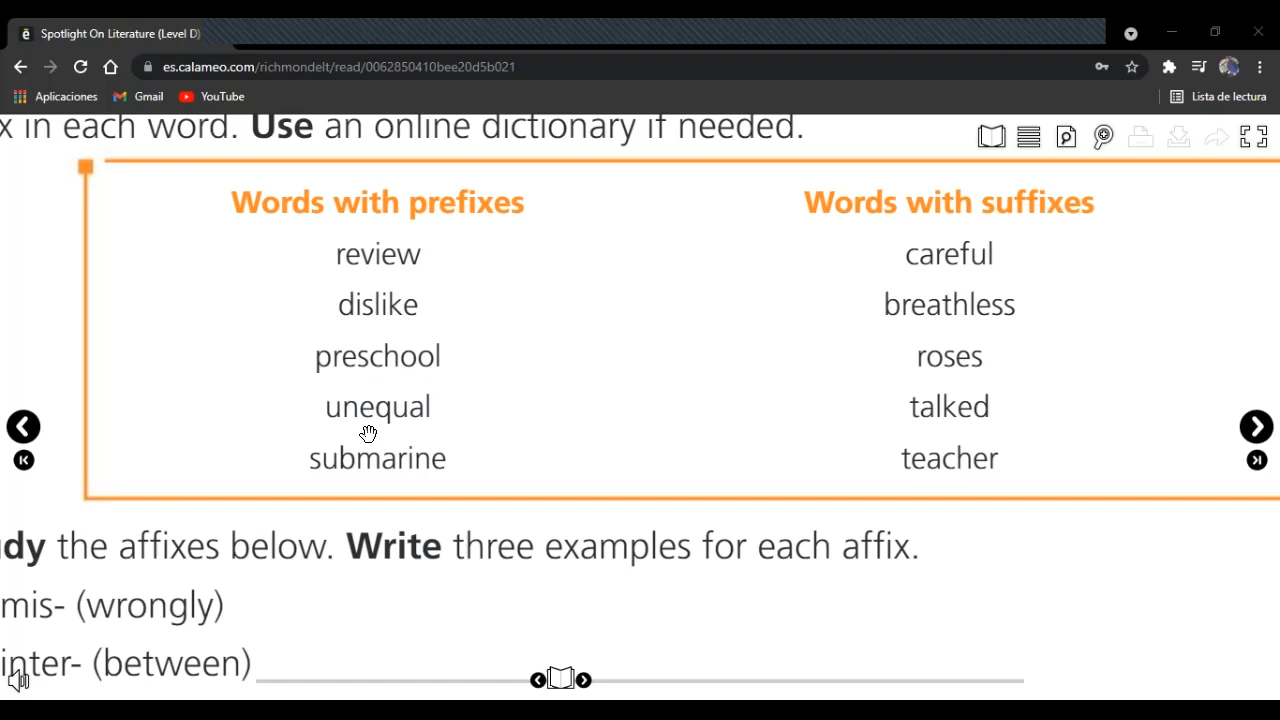 Spotlight On Literature (Level D)
es.calameo.com/richmondelt/read/0062850410bee20d5b021
Aplicaciones Gmail YouTube Lista de lectura
x in each word. Use an online dictionary if needed.
Words with prefixes Words with suffixes
review careful
dislike breathless
preschool roses
unequal talked
submarine teacher
dy the affixes below. Write three examples for each affix.
mis- (wrongly)
inter- (between)